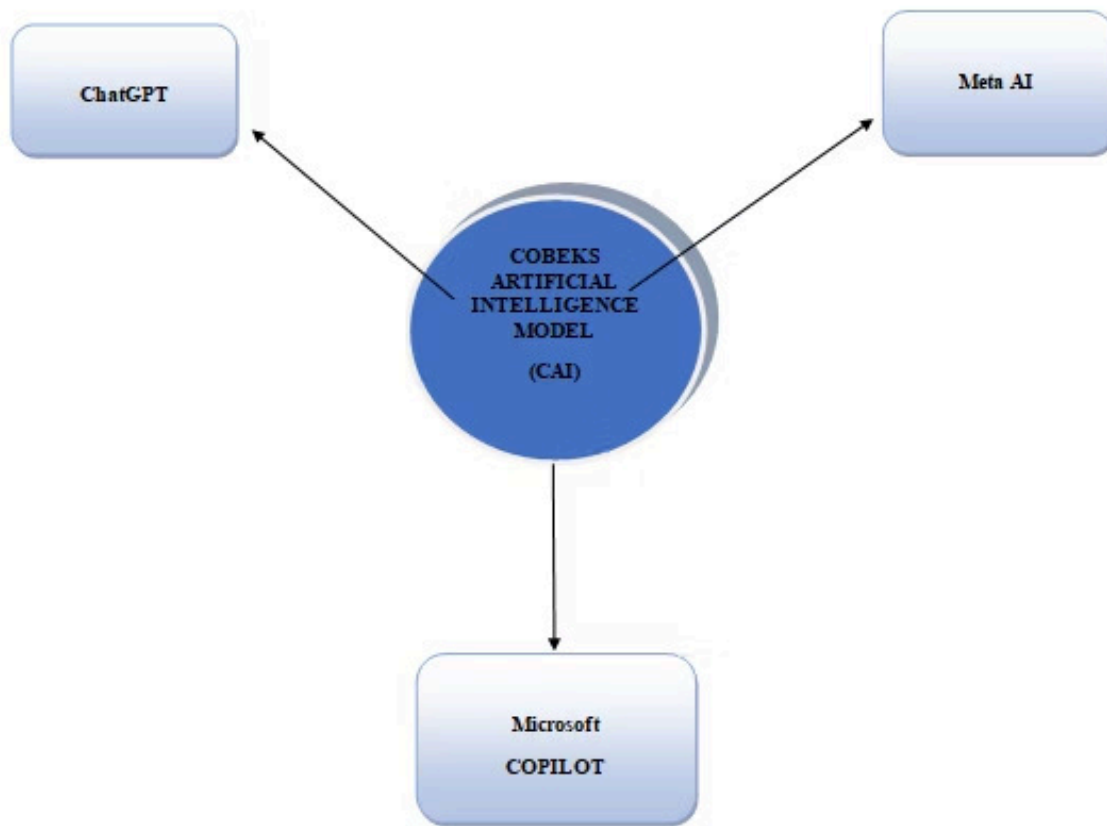 ChatGPT
Meta AI
COBEKS
ARTIFICIAL
INTELLIGENCE
MODEL
(CAI)
Microsoft
COPILOT